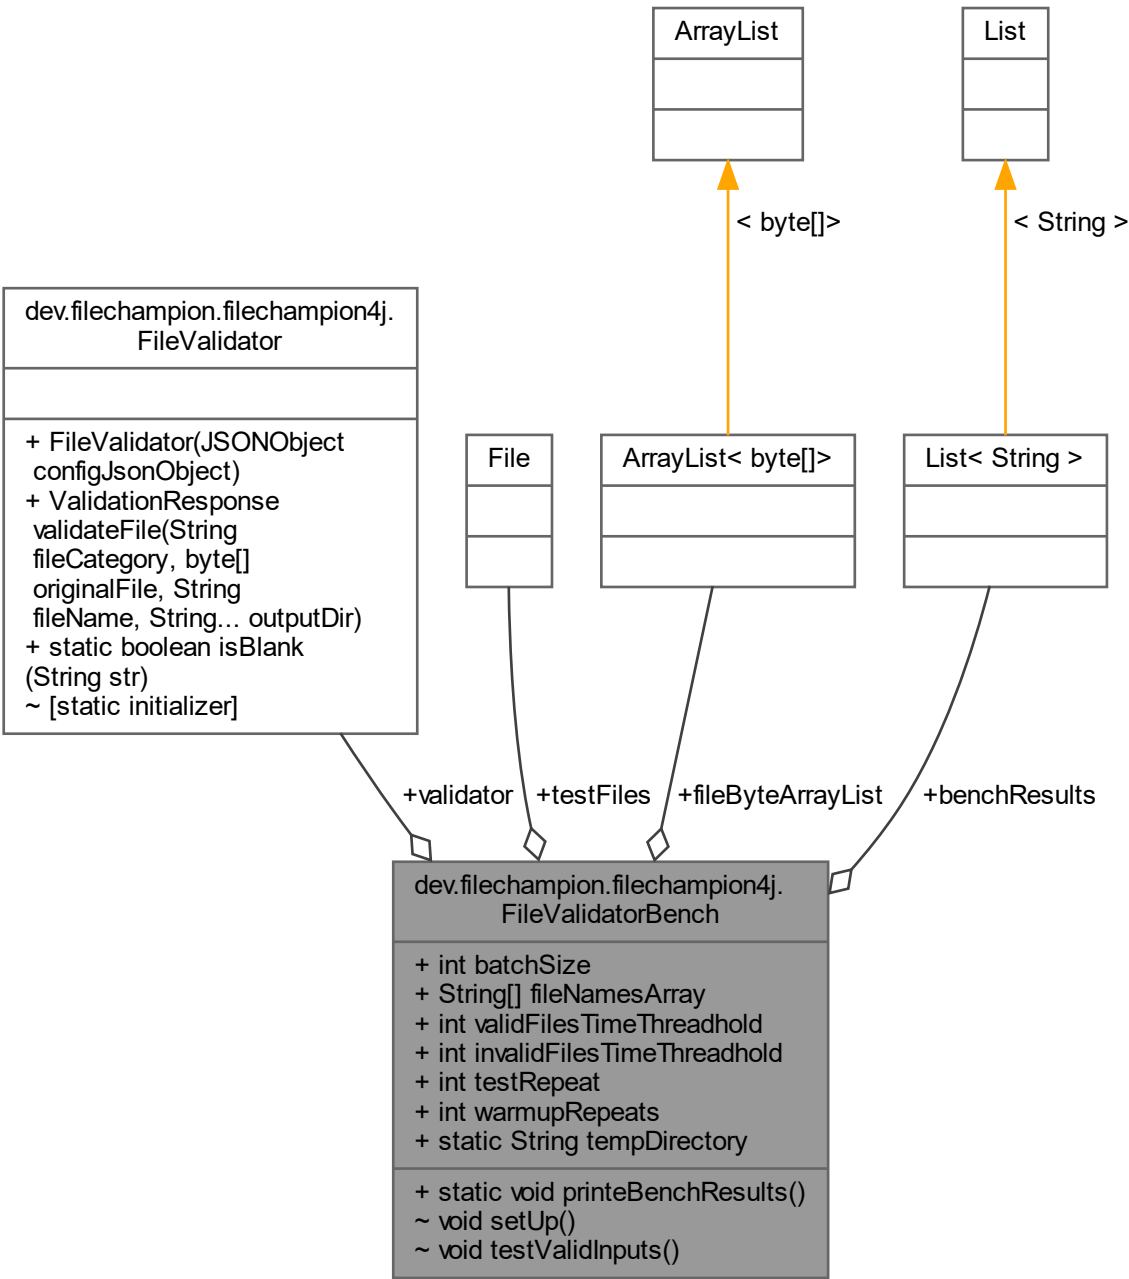 ArrayList
List
< byte[]>
< String >
dev.filechampion.filechampion4j.
FileValidator
+ FileValidator(JSONObject
configJsonObject)
+ ValidationResponse
validateFile(String
fileCategory, byte[]
originalFile, String
fileName, String... outputDir)
+ static boolean isBlank
(String str)
~ [static initializer]
File
ArrayList< byte[]>
List< String >
+validator
+testFiles
+fileByteArrayList
+benchResults
dev.filechampion.filechampion4j.
FileValidatorBench
+ int batchSize
+ String[] fileNamesArray
+ int validFilesTimeThreadhold
+ int invalidFilesTimeThreadhold
+ int testRepeat
+ int warmupRepeats
+ static String tempDirectory
+ static void printeBenchResults()
~ void setUp()
~ void testValidInputs()